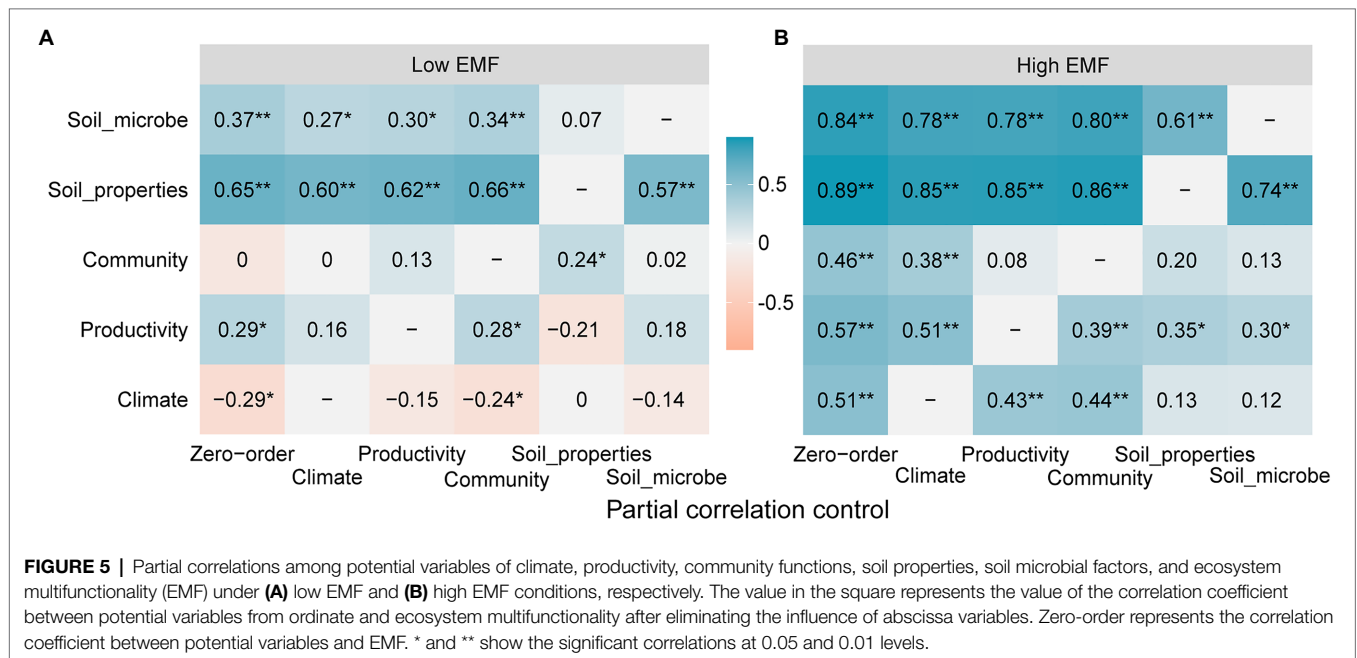 A
B
Low EMF
High EMF
Soil_microbe
0.37** 0.27* 0.30* 0.34** 0.07 −
0.84** 0.78** 0.78** 0.80** 0.61** −
Soil_properties
0.65** 0.60** 0.62** 0.66** − 0.57**
0.89** 0.85** 0.85** 0.86** − 0.74**
Community
0 0 0.13 − 0.24* 0.02
0.46** 0.38** 0.08 − 0.20 0.13
Productivity
0.29* 0.16 − 0.28* −0.21 0.18
0.57** 0.51** − 0.39** 0.35* 0.30*
Climate
−0.29* − −0.15 −0.24* 0 −0.14
0.51** − 0.43** 0.44** 0.13 0.12
0.5
0
-0.5
Zero−order Productivity Soil_properties
Climate Community Soil_microbe
Zero−order Productivity Soil_properties
Climate Community Soil_microbe
Partial correlation control
FIGURE 5 | Partial correlations among potential variables of climate, productivity, community functions, soil properties, soil microbial factors, and ecosystem
multifunctionality (EMF) under (A) low EMF and (B) high EMF conditions, respectively. The value in the square represents the value of the correlation coefficient
between potential variables from ordinate and ecosystem multifunctionality after eliminating the influence of abscissa variables. Zero-order represents the correlation
coefficient between potential variables and EMF. * and ** show the significant correlations at 0.05 and 0.01 levels.